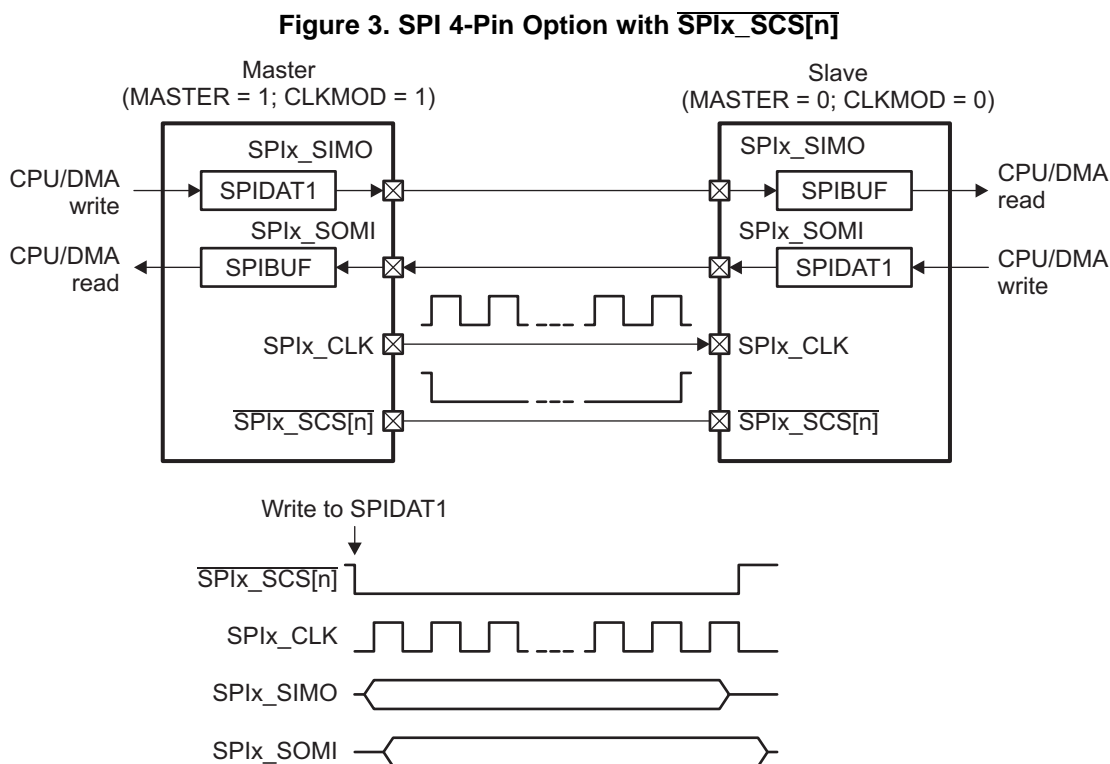 Figure 3. SPI 4-Pin Option with SPIx_SCS[n]
Master
(MASTER = 1; CLKMOD = 1)
Slave
(MASTER = 0; CLKMOD = 0)
SPIx_SIMO
SPIx_SIMO
CPU/DMA
write
SPIDAT1
SPIBUF
CPU/DMA
read
SPIx_SOMI
SPIx_SOMI
CPU/DMA
read
SPIBUF
SPIDAT1
CPU/DMA
write
SPIx_CLK
SPIx_CLK
SPIx_SCS[n]
SPIx_SCS[n]
Write to SPIDAT1
SPIx_SCS[n]
SPIx_CLK
SPIx_SIMO
SPIx_SOMI